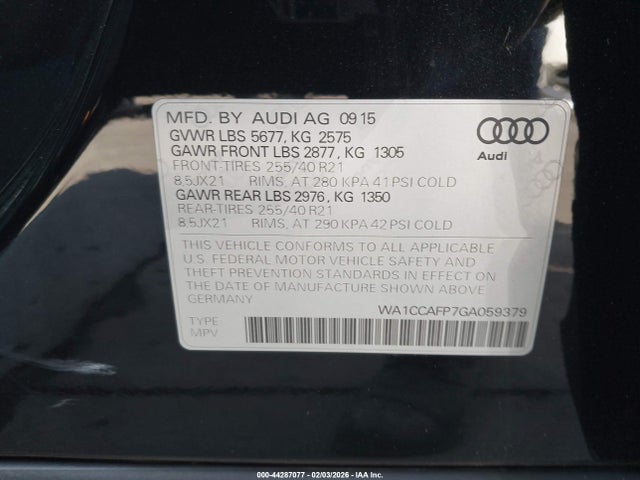 MFD. BY AUDI AG 09.15
GVWR LBS 5677, KG 2575
GAWR FRONT LBS 2877, KG 1305
FRONT-TIRES 255/40 R21
8.5JX21 RIMS, AT 280 KPA 41 PSI COLD
GAWR REAR LBS 2976, KG 1350
REAR-TIRES 255/40 R21
8.5JX21 RIMS, AT 290 KPA 42 PSI COLD
Audi
THIS VEHICLE CONFORMS TO ALL APPLICABLE
U.S. FEDERAL MOTOR VEHICLE SAFETY AND
THEFT PREVENTION STANDARDS IN EFFECT ON
THE DATE OF MANUFACTURE SHOWN ABOVE.
GERMANY
WA1CCAFP7GA059379
TYPE
MPV
000-44287077 - 02/03/2026 - IAA Inc.